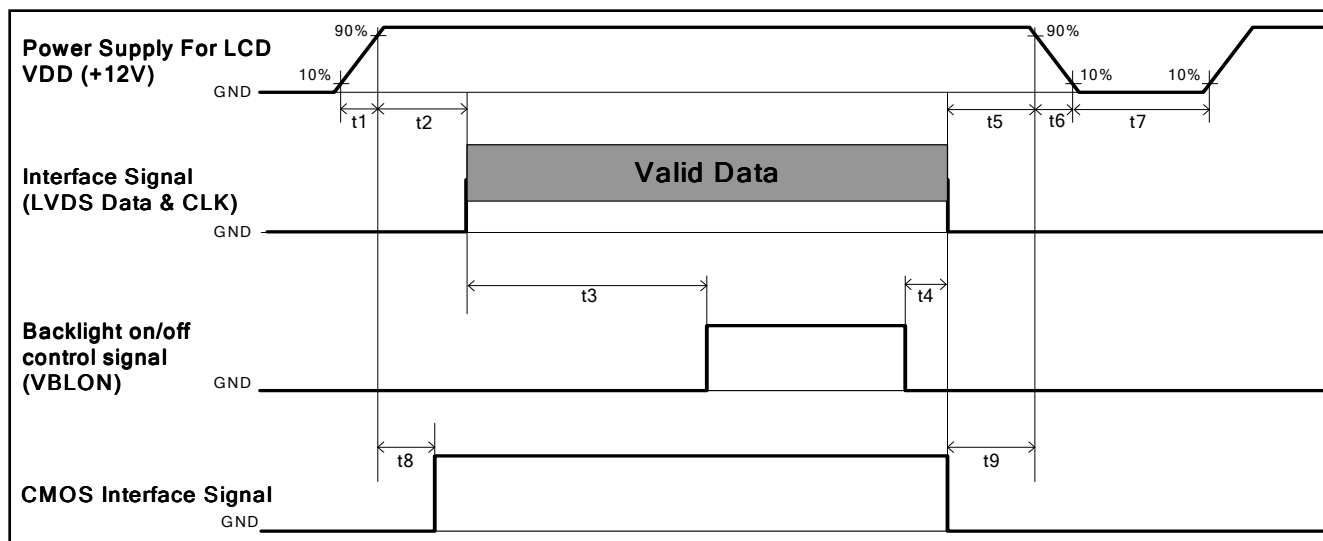 Power Supply For LCD
VDD (+12V)
90%
10%
GND
90%
10%
10%
t1
t2
t5
t6
t7
Interface Signal
(LVDS Data & CLK)
Valid Data
GND
t3
t4
Backlight on/off
control signal
(VBLON)
GND
t8
t9
CMOS Interface Signal
GND